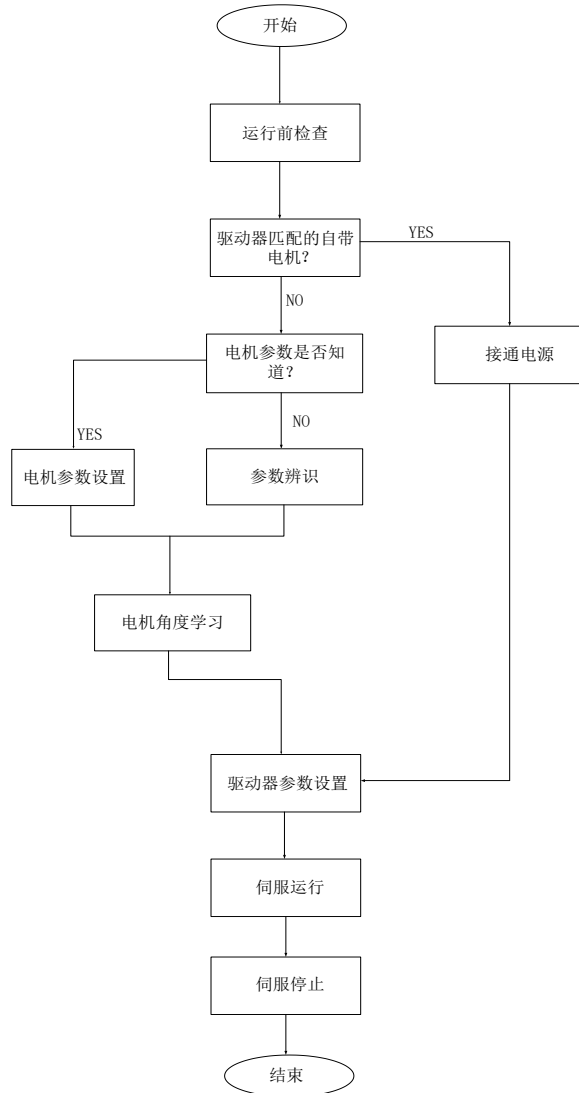 开始
运行前检查
驱动器匹配的自带
电机?
YES
NO
接通电源
电机参数是否知
道?
YES
NO
电机参数设置
参数辨识
电机角度学习
驱动器参数设置
伺服运行
伺服停止
结束